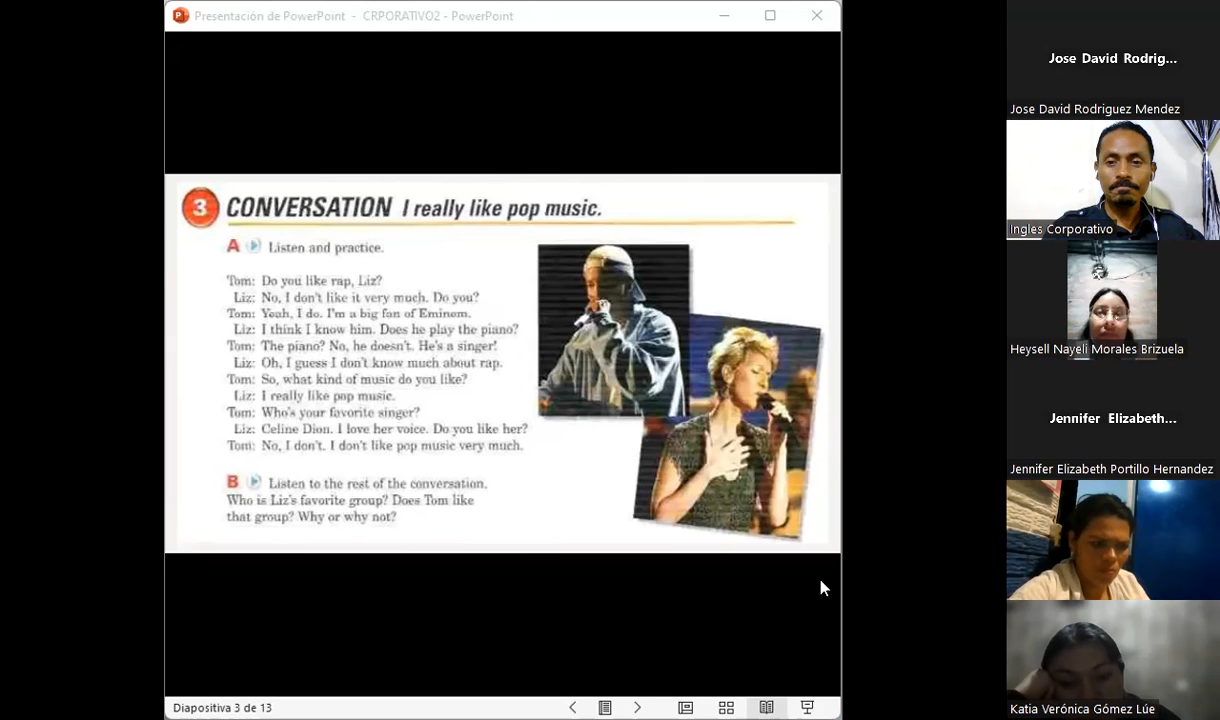 Presentación de PowerPoint - CRPORATIVO2 - PowerPoint
3 CONVERSATION I really like pop music.
A Listen and practice.
Tom: Do you like rap, Liz?
Liz: No, I don't like it very much. Do you?
Tom: Yeah, I do. I'm a big fan of Eminem.
Liz: I think I know him. Does he play the piano?
Tom: The piano? No, he doesn't. He's a singer!
Liz: Oh, I guess I don't know much about rap.
Tom: So, what kind of music do you like?
Liz: I really like pop music.
Tom: Who's your favorite singer?
Liz: Celine Dion. I love her voice. Do you like her?
Tom: No, I don't. I don't like pop music very much.
B Listen to the rest of the conversation.
Who is Liz's favorite group? Does Tom like
that group? Why or why not?
Diapositiva 3 de 13
Jose David Rodrig...
Jose David Rodriguez Mendez
Ingles Corporativo
Heysell Nayeli Morales Brizuela
Jennifer Elizabeth...
Jennifer Elizabeth Portillo Hernandez
Katia Verónica Gómez Lúe